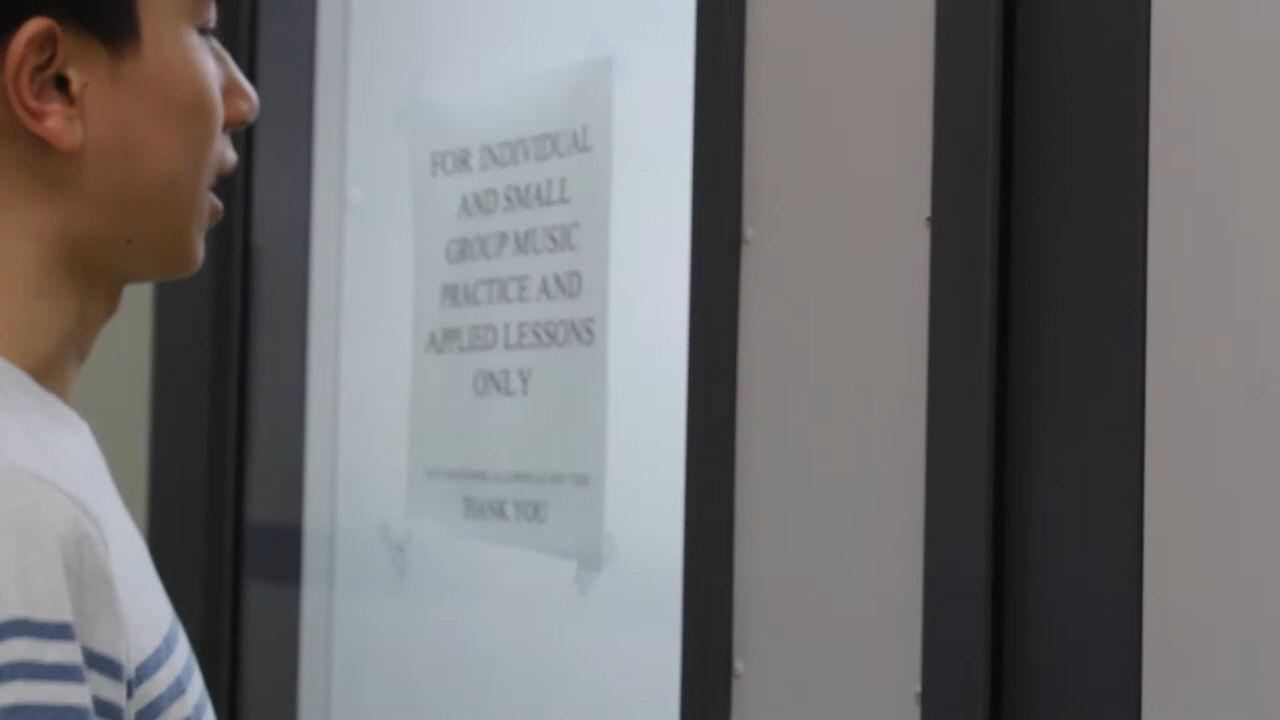 FOR INDIVIDUAL
AND SMALL
GROUP MUSIC
PRACTICE AND
APPLIED LESSONS
ONLY
THANK YOU